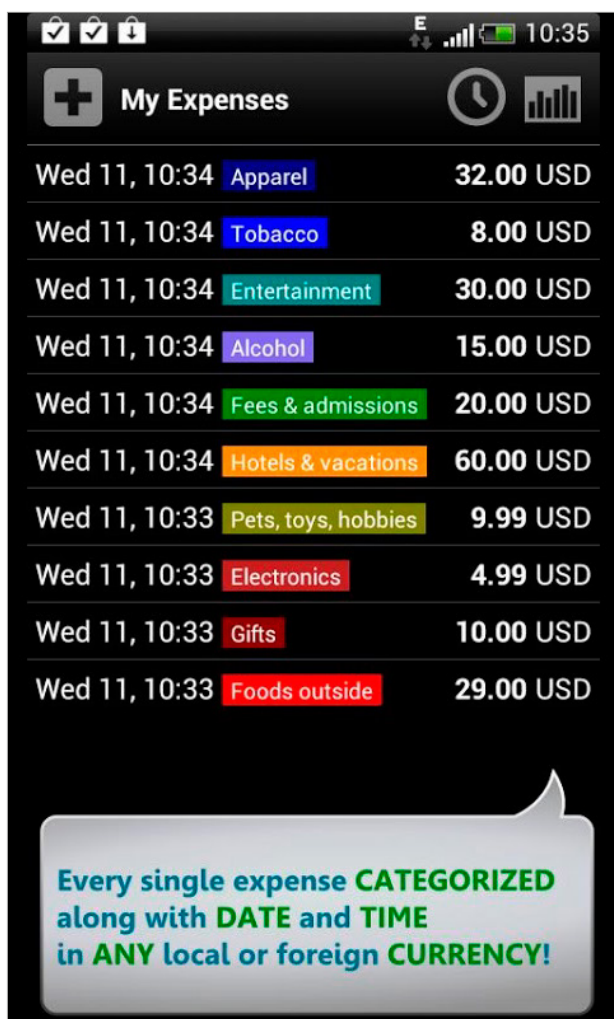 E 10:35
My Expenses
Wed 11, 10:34 Apparel 32.00 USD
Wed 11, 10:34 Tobacco 8.00 USD
Wed 11, 10:34 Entertainment 30.00 USD
Wed 11, 10:34 Alcohol 15.00 USD
Wed 11, 10:34 Fees & admissions 20.00 USD
Wed 11, 10:34 Hotels & vacations 60.00 USD
Wed 11, 10:33 Pets, toys, hobbies 9.99 USD
Wed 11, 10:33 Electronics 4.99 USD
Wed 11, 10:33 Gifts 10.00 USD
Wed 11, 10:33 Foods outside 29.00 USD
Every single expense CATEGORIZED
along with DATE and TIME
in ANY local or foreign CURRENCY!